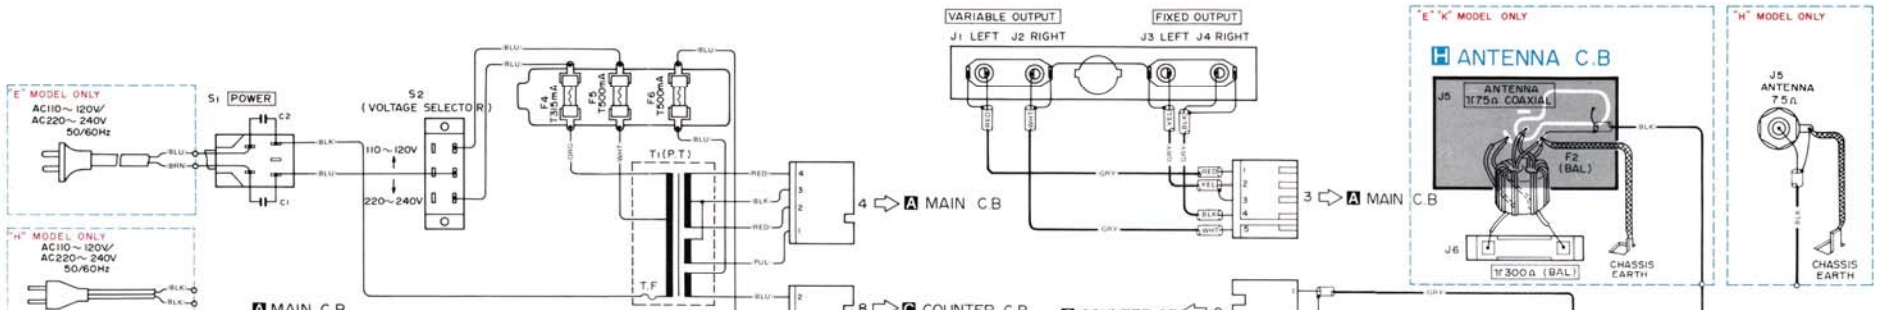 "E" MODEL ONLY
AC110~120V/
AC220~240V
50/60Hz
BLU
BRN
"H" MODEL ONLY
AC110~120V/
AC220~240V
50/60Hz
BLK
BLK
S1 POWER
C2
C1
BLK
BLU
S2
(VOLTAGE SELECTOR)
110~120V
220~240V
BLU
BLU
BLU
F4
T315mA
F5
T500mA
F6
T500mA
ORG
WHT
BLU
T1(P.T)
T.F
RED
BLK
RED
PUL
BLU
4
3
2
1
2
4 ⇨ A MAIN C.B
A MAIN C.B
8 ⇨ C COUNTER C.B
VARIABLE OUTPUT
J1 LEFT J2 RIGHT
FIXED OUTPUT
J3 LEFT J4 RIGHT
RED
WHT
YEL
BLK
GRY
GRY
GRY
GRY
RED
YEL
BLK
WHT
1
2
3
4
5
3 ⇨ A MAIN C.B
1
GRY
"E" "K" MODEL ONLY
H ANTENNA C.B
J5
ANTENNA
75Ω COAXIAL
F2
(BAL)
BLK
J6
300Ω (BAL)
CHASSIS
EARTH
"H" MODEL ONLY
J5
ANTENNA
75Ω
BLK
CHASSIS
EARTH